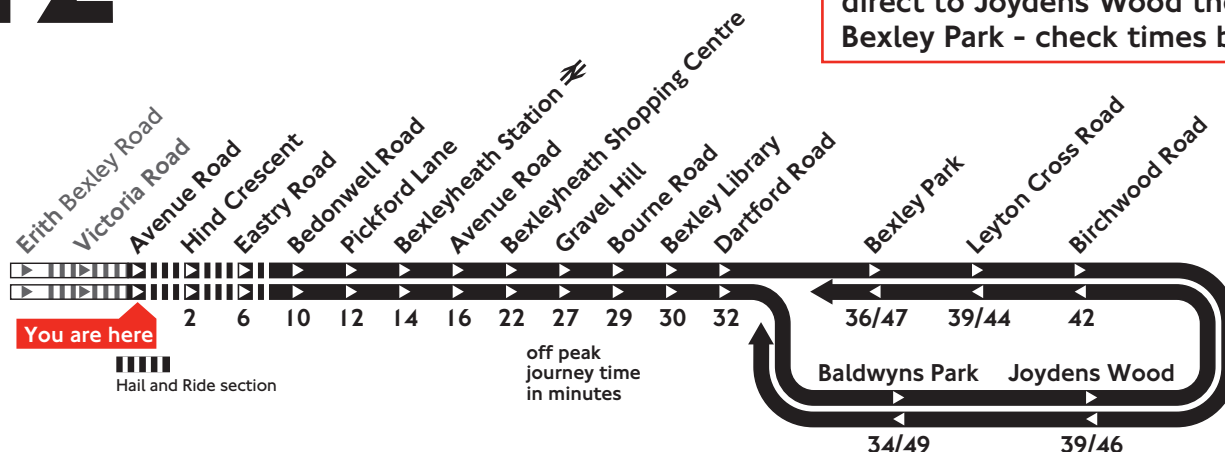 direct to Joydens Wood
Bexley Park - check times
Erith Bexley Road
Victoria Road
Avenue Road
Hind Crescent
Eastry Road
Bedonwell Road
Pickford Lane
Bexleyheath Station
Avenue Road
Bexleyheath Shopping Centre
Gravel Hill
Bourne Road
Bexley Library
Dartford Road
Bexley Park
Leyton Cross Road
Birchwood Road
You are here
2 6 10 12 14 16 22 27 29 30 32 36/47 39/44 42
Hail and Ride section
off peak
journey time
in minutes
Baldwyns Park Joydens Wood
34/49 39/46